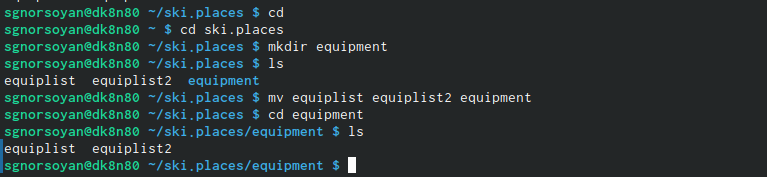 sgnorsoyan@dk8n80 ~/ski.places $ cd
sgnorsoyan@dk8n80 ~ $ cd ski.places
sgnorsoyan@dk8n80 ~/ski.places $ mkdir equipment
sgnorsoyan@dk8n80 ~/ski.places $ ls
equiplist  equiplist2  equipment
sgnorsoyan@dk8n80 ~/ski.places $ mv equiplist equiplist2 equipment
sgnorsoyan@dk8n80 ~/ski.places $ cd equipment
sgnorsoyan@dk8n80 ~/ski.places/equipment $ ls
equiplist  equiplist2
sgnorsoyan@dk8n80 ~/ski.places/equipment $